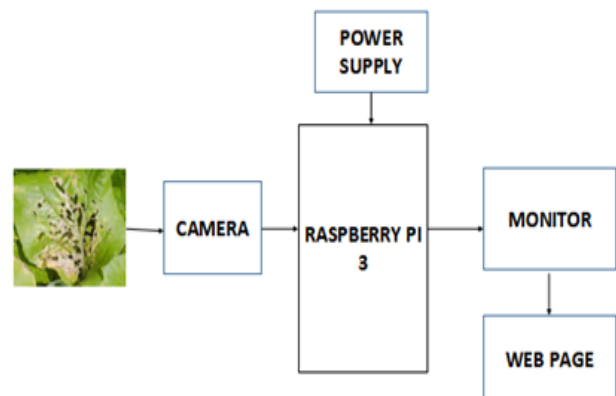 POWER
SUPPLY
CAMERA
RASPBERRY PI
3
MONITOR
WEB PAGE